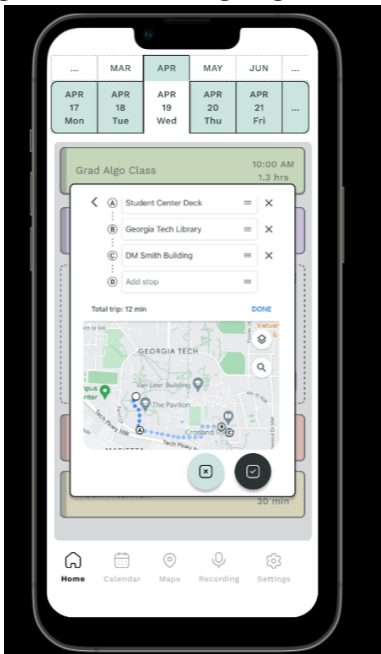 ... MAR APR MAY JUN ...
APR APR APR APR APR
17 18 19 20 21 ...
Mon Tue Wed Thu Fri
Grad Algo Class 10:00 AM
1.3 hrs
A Student Center Deck
B Georgia Tech Library
C DM Smith Building
D Add stop
Total trip: 12 min DONE
GEORGIA TECH
Van Leer Building
The Pavilion
Tech Pkwy NW
A
B C
Tech Pkwy
30 min
Home Calendar Maps Recording Settings